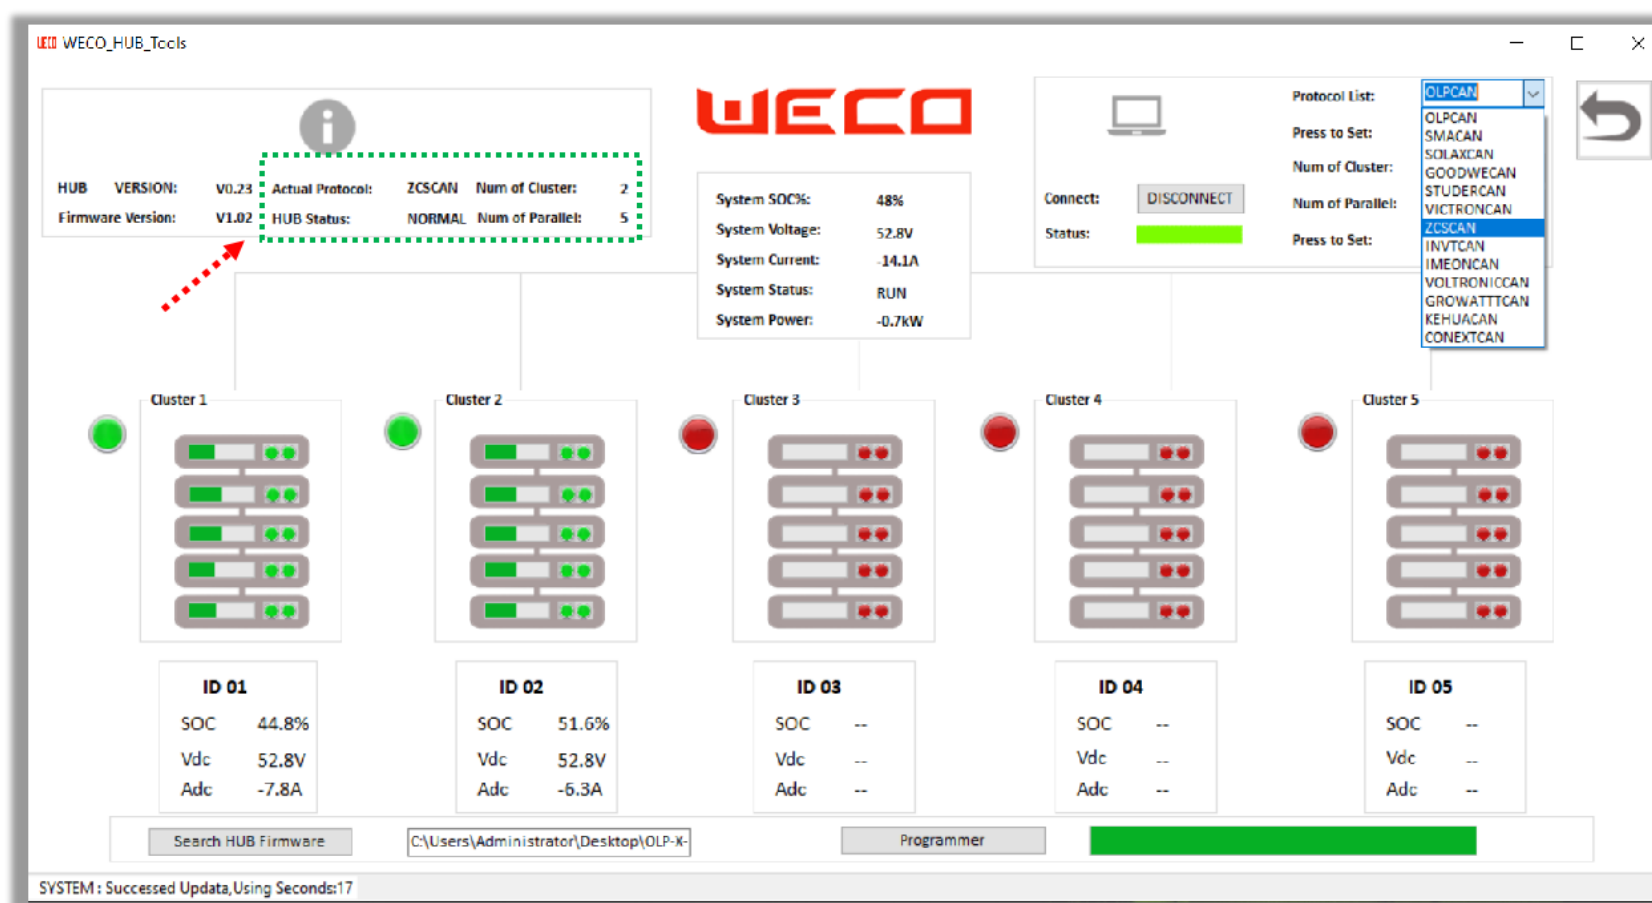 WECO WECO_HUB_Tools
WECO
HUB VERSION: V0.23 Actual Protocol: ZCSCAN Num of Cluster: 2
Firmware Version: V1.02 HUB Status: NORMAL Num of Parallel: 5
System SOC%: 48%
System Voltage: 52.8V
System Current: -14.1A
System Status: RUN
System Power: -0.7kW
Connect: DISCONNECT
Status:
Protocol List: OLPCAN
Press to Set:
Num of Cluster:
Num of Parallel:
Press to Set:
OLPCAN
SMACAN
SOLAXCAN
GOODWECAN
STUDERCAN
VICTRONCAN
ZCSCAN
INVTCAN
IMEONCAN
VOLTRONICCAN
GROWATTTCAN
KEHUACAN
CONEXTCAN
Cluster 1 Cluster 2 Cluster 3 Cluster 4 Cluster 5
ID 01
SOC 44.8%
Vdc 52.8V
Adc -7.8A
ID 02
SOC 51.6%
Vdc 52.8V
Adc -6.3A
ID 03
SOC --
Vdc --
Adc --
ID 04
SOC --
Vdc --
Adc --
ID 05
SOC --
Vdc --
Adc --
Search HUB Firmware C:\Users\Administrator\Desktop\OLP-X- Programmer
SYSTEM : Successed Updata,Using Seconds:17